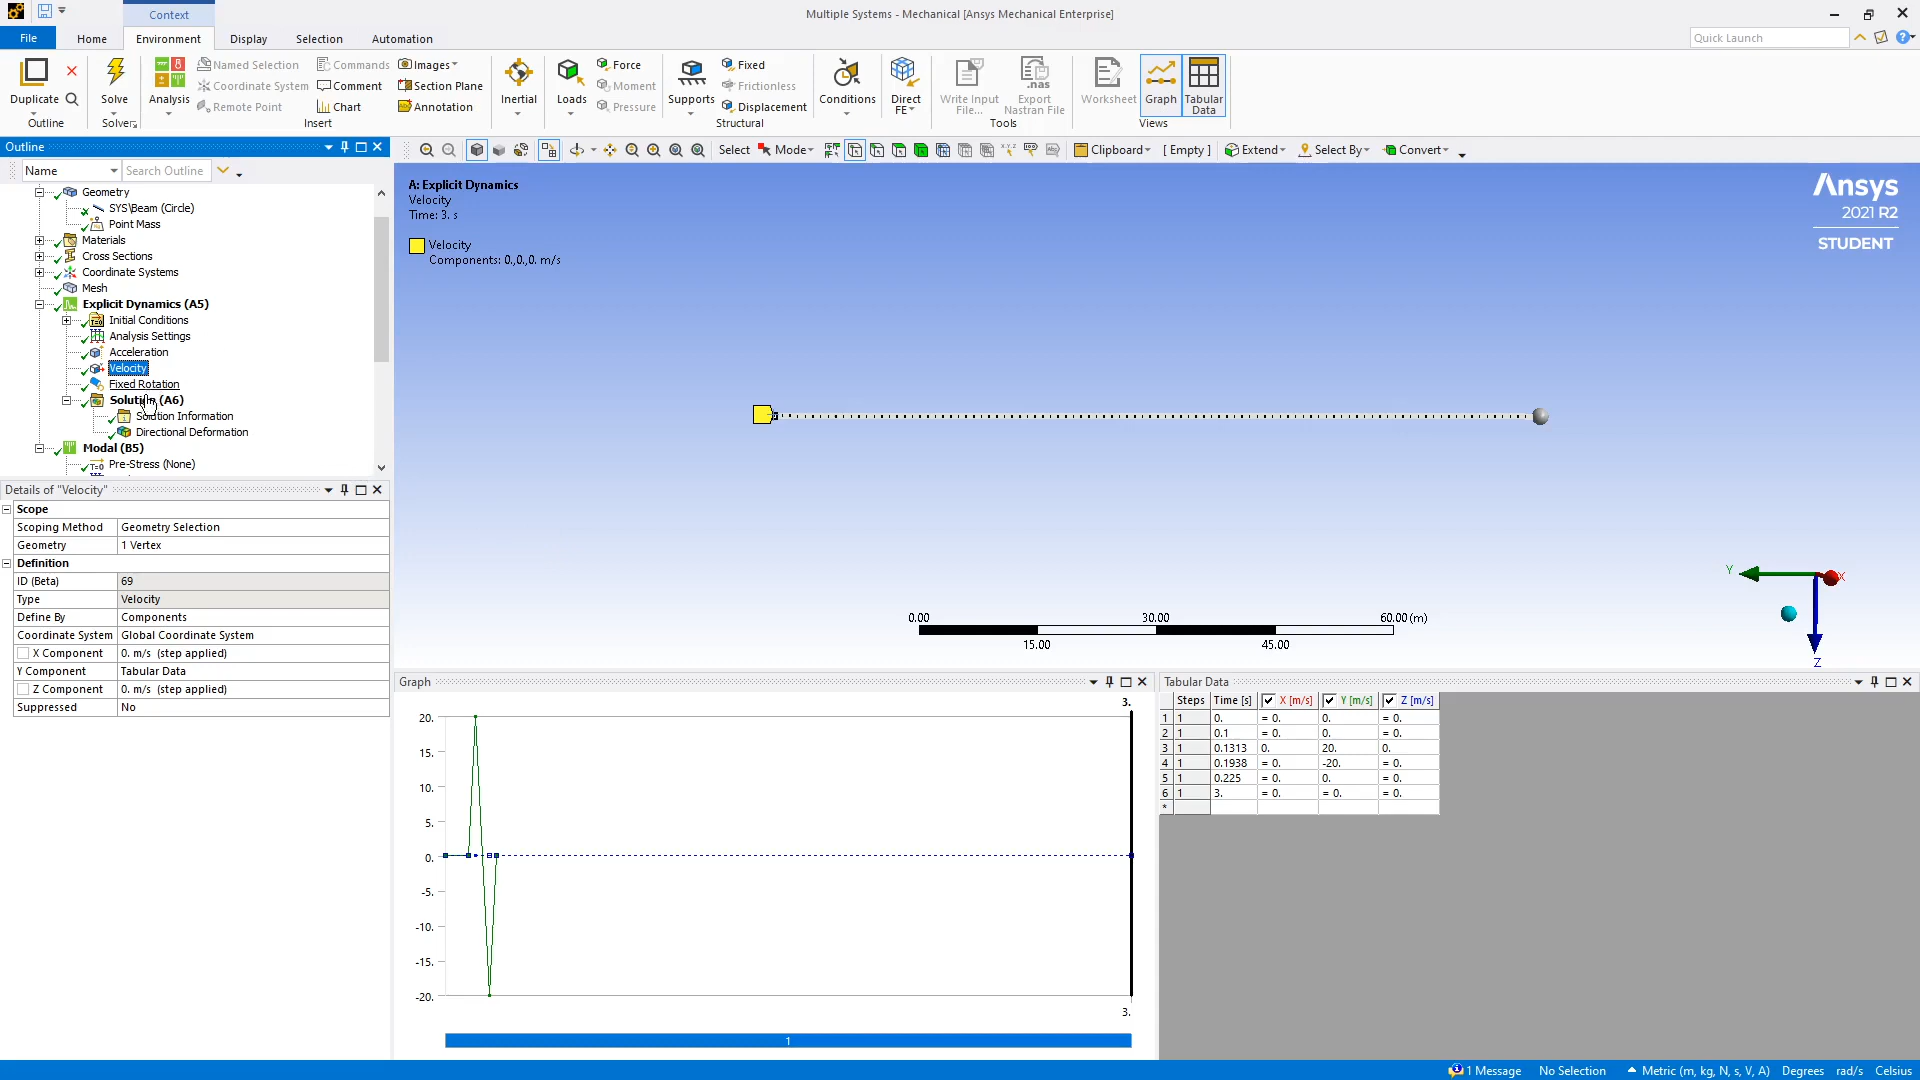 Context
Multiple Systems - Mechanical [Ansys Mechanical Enterprise]
File Home Environment Display Selection Automation
Quick Launch
Duplicate
Outline
Solve
Solver
Analysis
Named Selection
Coordinate System
Remote Point
Commands
Comment
Chart
Images
Section Plane
Annotation
Insert
Inertial
Loads
Force
Moment
Pressure
Supports
Fixed
Frictionless
Displacement
Structural
Conditions
Direct
FE
Write Input
File...
Export
Nastran File
Tools
Worksheet
Graph
Tabular
Data
Views
Outline
Name
Search Outline
Select Mode Clipboard [ Empty ] Extend Select By Convert
Geometry
SYS\Beam (Circle)
Point Mass
Materials
Cross Sections
Coordinate Systems
Mesh
Explicit Dynamics (A5)
Initial Conditions
Analysis Settings
Acceleration
Velocity
Fixed Rotation
Solution (A6)
Solution Information
Directional Deformation
Modal (B5)
Pre-Stress (None)
Details of "Velocity"
Scope
Scoping Method Geometry Selection
Geometry 1 Vertex
Definition
ID (Beta) 69
Type Velocity
Define By Components
Coordinate System Global Coordinate System
X Component 0. m/s (step applied)
Y Component Tabular Data
Z Component 0. m/s (step applied)
Suppressed No
A: Explicit Dynamics
Velocity
Time: 3. s
Velocity
Components: 0.,0.,0. m/s
Ansys
2021 R2
STUDENT
Y
X
Z
0.00 30.00 60.00 (m)
15.00 45.00
Graph
3.
20.
15.
10.
5.
0.
-5.
-10.
-15.
-20.
3.
1
Tabular Data
Steps Time [s] X [m/s] Y [m/s] Z [m/s]
1 1 0. = 0. 0. = 0.
2 1 0.1 = 0. 0. = 0.
3 1 0.1313 0. 20. 0.
4 1 0.1938 = 0. -20. = 0.
5 1 0.225 = 0. 0. = 0.
6 1 3. = 0. = 0. = 0.
*
1 Message No Selection Metric (m, kg, N, s, V, A) Degrees rad/s Celsius